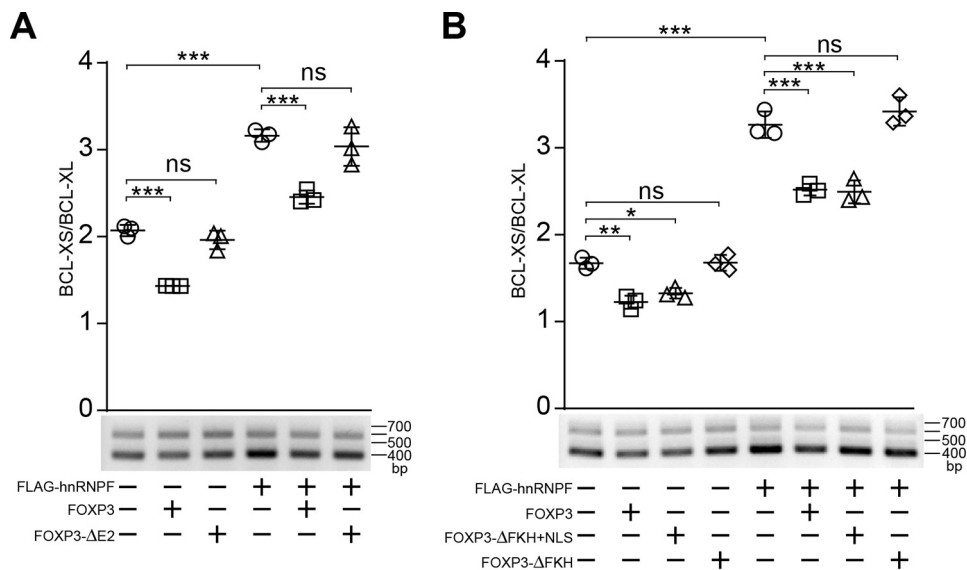 A
BCL-XS/BCL-XL
4
3
2
1
0
***
ns
***
ns
***
700
500
400
bp
FLAG-hnRNPF − − − + + +
FOXP3 − + − − + −
FOXP3-ΔE2 − − + − − +
B
BCL-XS/BCL-XL
4
3
2
1
0
***
ns
***
***
ns
*
**
700
500
400
bp
FLAG-hnRNPF − − − − + + + +
FOXP3 − + − − − + − −
FOXP3-ΔFKH+NLS − − + − − − + −
FOXP3-ΔFKH − − − + − − − +